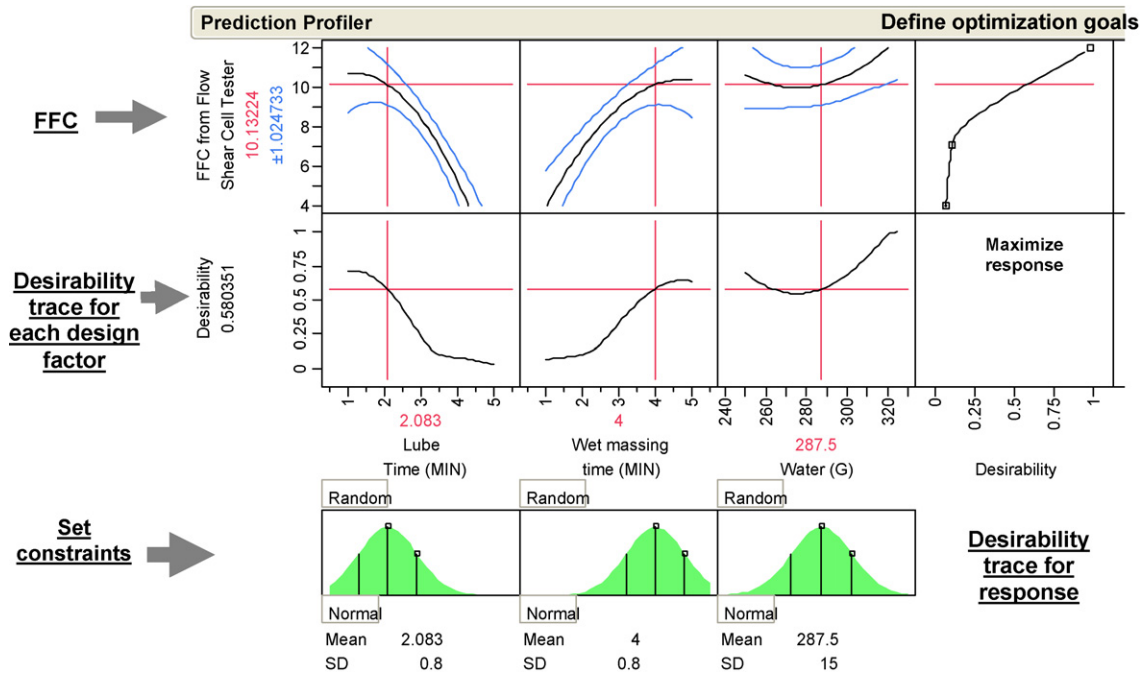 Prediction Profiler
Define optimization goals
FFC
FFC from Flow
Shear Cell Tester
10.13224
±1.024733
12
10
8
6
4
Desirability
trace for
each design
factor
Desirability
0.580351
1
0.75
0.5
0.25
0
Maximize
response
1
2
3
4
5
1
2
3
4
5
240
260
280
300
320
0
0.25
0.5
0.75
1
2.083
Lube
Time (MIN)
4
Wet massing
time (MIN)
287.5
Water (G)
Desirability
Set
constraints
Random
Random
Random
Normal
Normal
Normal
Mean 2.083
SD 0.8
Mean 4
SD 0.8
Mean 287.5
SD 15
Desirability
trace for
response